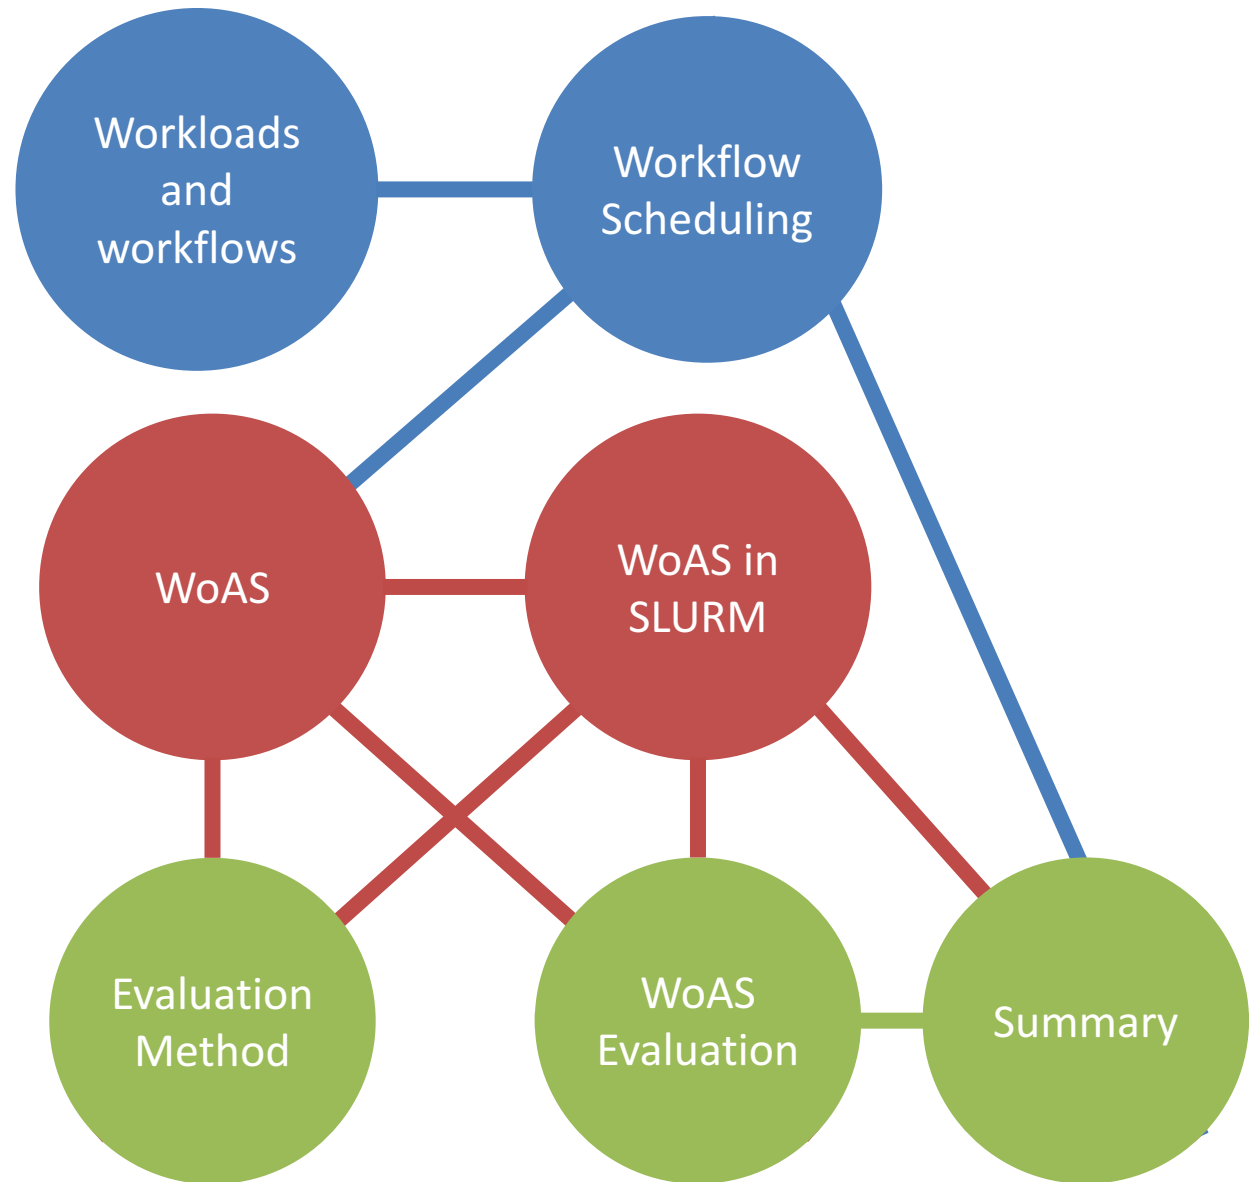 Workloads
and
workflows
Workflow
Scheduling
WoAS
WoAS in
SLURM
Evaluation
Method
WoAS
Evaluation
Summary